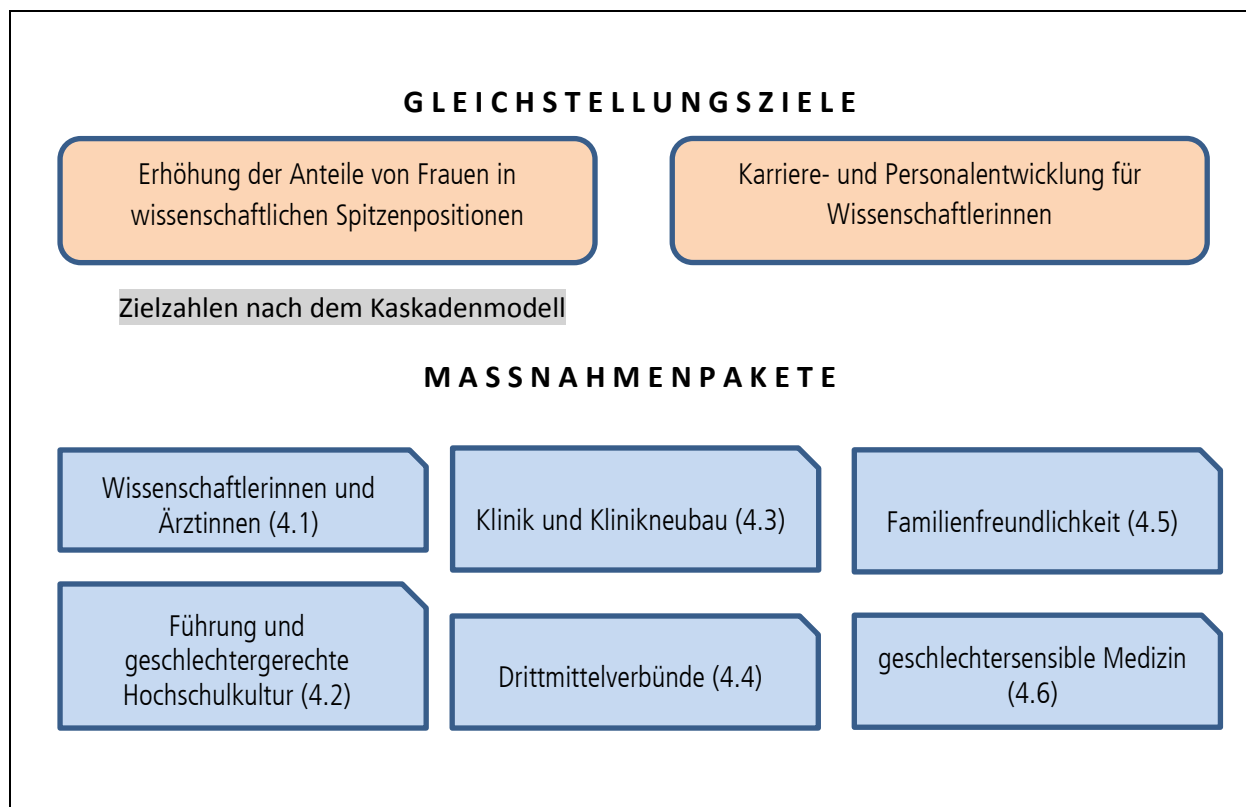 GLEICHSTELLUNGSZIELE
Erhöhung der Anteile von Frauen in
wissenschaftlichen Spitzenpositionen
Karriere- und Personalentwicklung für
Wissenschaftlerinnen
Zielzahlen nach dem Kaskadenmodell
MASSNAHMENPAKETE
Wissenschaftlerinnen und
Ärztinnen (4.1)
Klinik und Klinikneubau (4.3)
Familienfreundlichkeit (4.5)
Führung und
geschlechtergerechte
Hochschulkultur (4.2)
Drittmittelverbünde (4.4)
geschlechtersensible Medizin
(4.6)